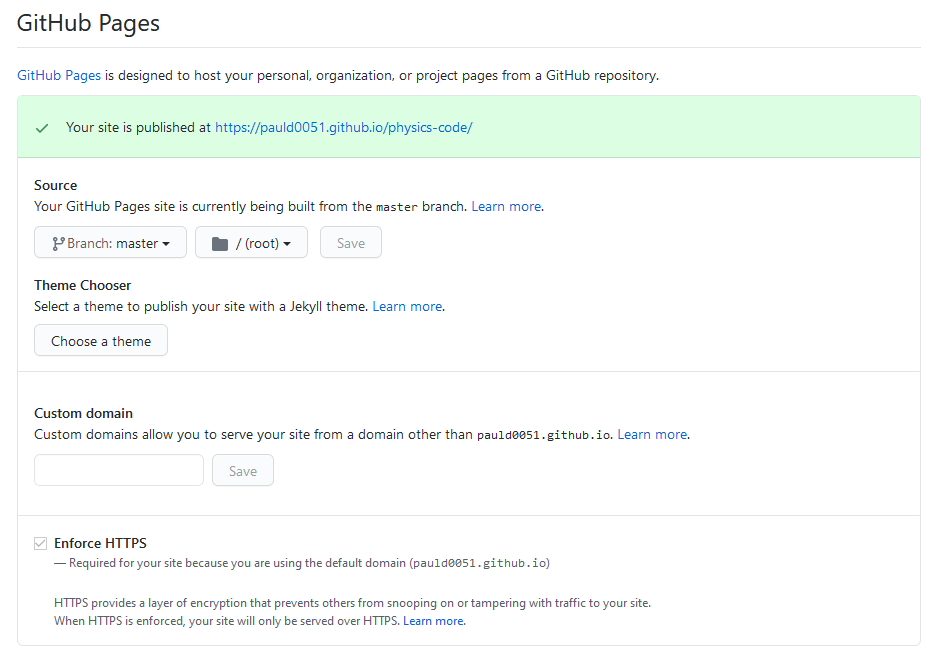 GitHub Pages
GitHub Pages is designed to host your personal, organization, or project pages from a GitHub repository.
Your site is published at https://pauld0051.github.io/physics-code/
Source
Your GitHub Pages site is currently being built from the master branch. Learn more.
Branch: master / (root) Save
Theme Chooser
Select a theme to publish your site with a Jekyll theme. Learn more.
Choose a theme
Custom domain
Custom domains allow you to serve your site from a domain other than pauld0051.github.io. Learn more.
Save
Enforce HTTPS
— Required for your site because you are using the default domain (pauld0051.github.io)
HTTPS provides a layer of encryption that prevents others from snooping on or tampering with traffic to your site.
When HTTPS is enforced, your site will only be served over HTTPS. Learn more.